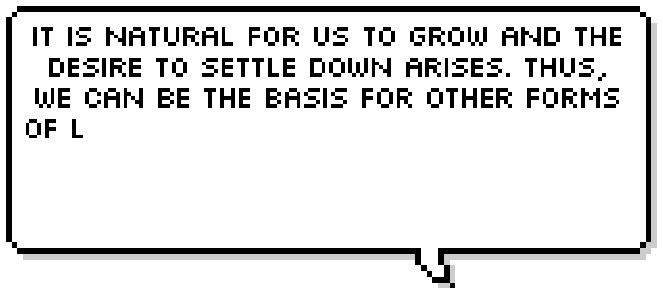 IT IS NATURAL FOR US TO GROW AND THE
DESIRE TO SETTLE DOWN ARISES. THUS,
WE CAN BE THE BASIS FOR OTHER FORMS
OF L